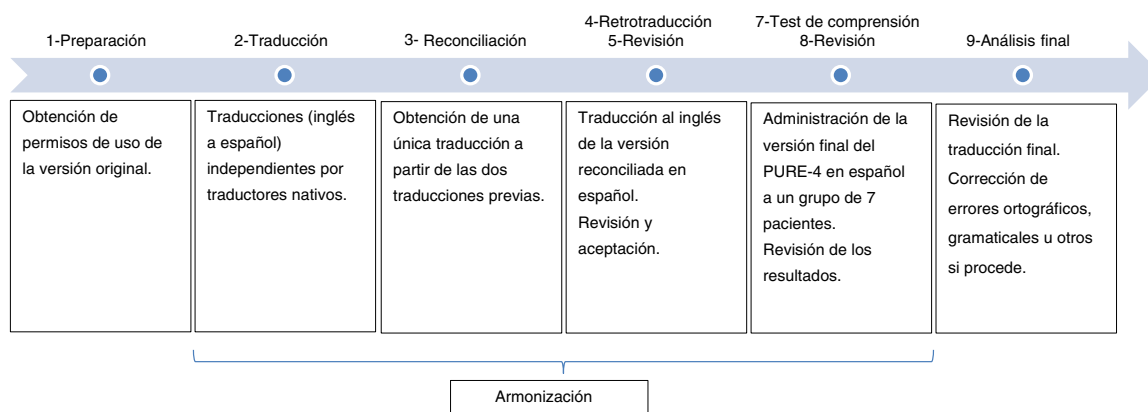 1-Preparación
2-Traducción
3- Reconciliación
4-Retrotraducción
5-Revisión
7-Test de comprensión
8-Revisión
9-Análisis final
Obtención de
permisos de uso de
la versión original.
Traducciones (inglés
a español)
independientes por
traductores nativos.
Obtención de una
única traducción a
partir de las dos
traducciones previas.
Traducción al inglés
de la versión
reconciliada en
español.
Revisión y
aceptación.
Administración de la
versión final del
PURE-4 en español
a un grupo de 7
pacientes.
Revisión de los
resultados.
Revisión de la
traducción final.
Corrección de
errores ortográficos,
gramaticales u otros
si procede.
Armonización